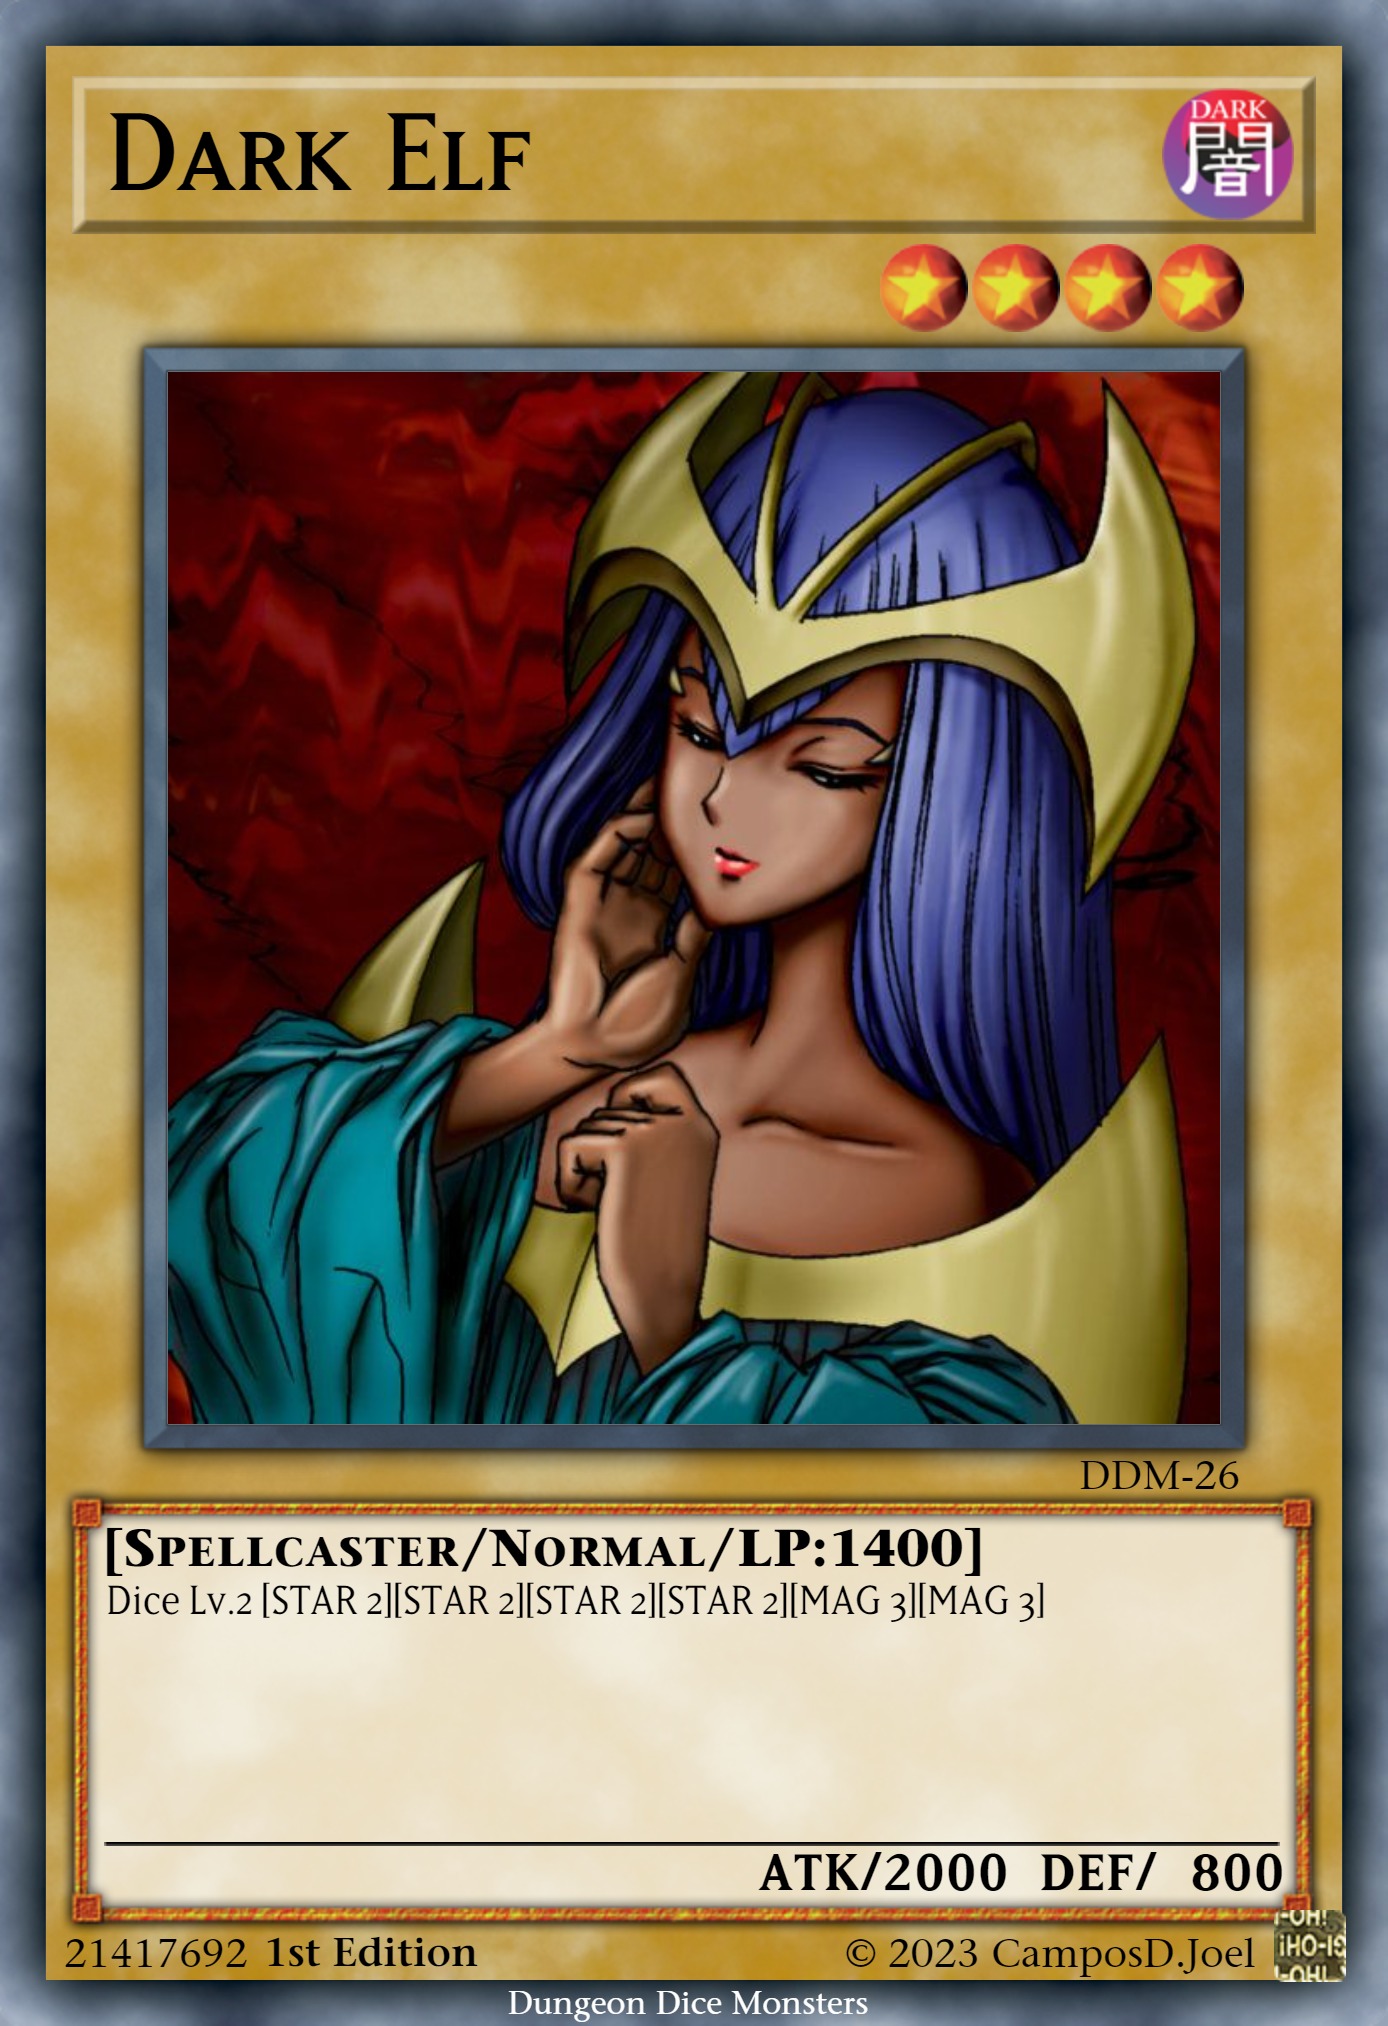 Dark Elf
DARK
闇
DDM-26
[Spellcaster/Normal/LP:1400]
Dice Lv.2 [STAR 2][STAR 2][STAR 2][STAR 2][MAG 3][MAG 3]
ATK/2000 DEF/ 800
21417692 1st Edition
© 2023 CamposD.Joel
Dungeon Dice Monsters